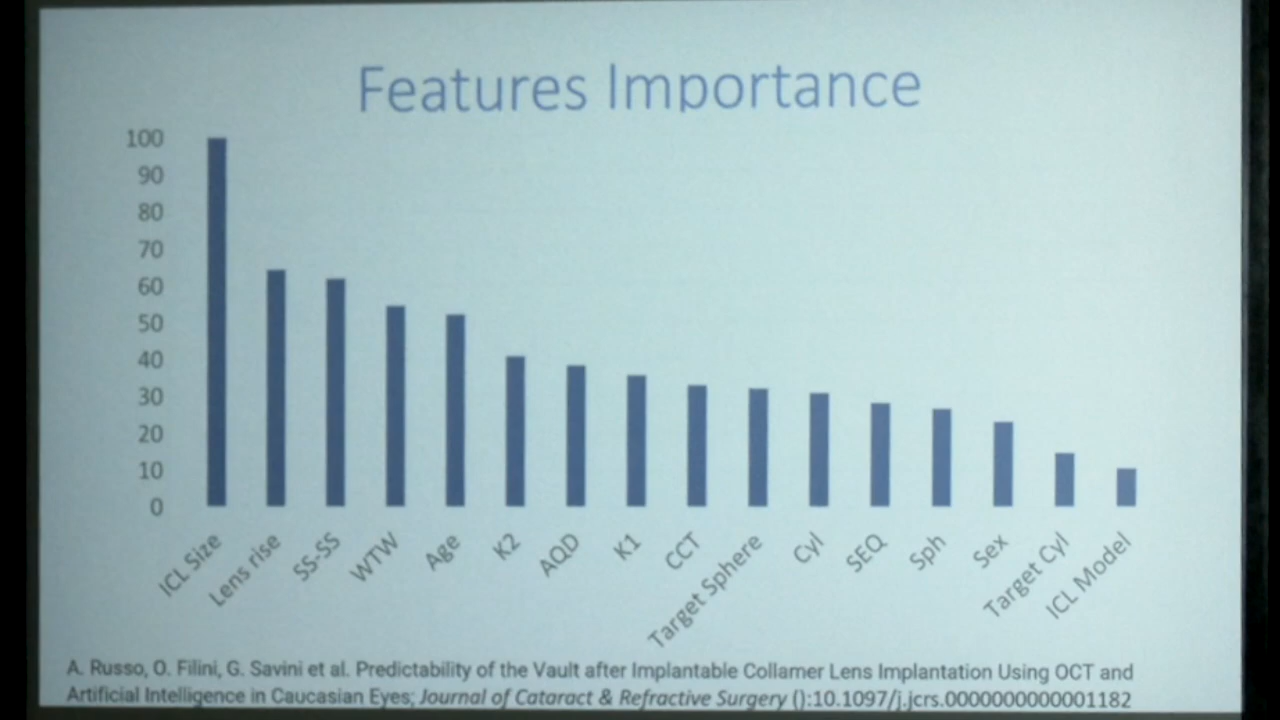 Features Importance
100
90
80
70
60
50
40
30
20
10
0
ICL Size
Lens rise
SS-SS
WTW
Age
K2
AQD
K1
CCT
Target Sphere
Cyl
SEQ
Sph
Sex
Target Cyl
ICL Model
A. Russo, O. Filini, G. Savini et al. Predictability of the Vault after Implantable Collamer Lens Implantation Using OCT and
Artificial Intelligence in Caucasian Eyes; Journal of Cataract & Refractive Surgery ():10.1097/j.jcrs.0000000000001182